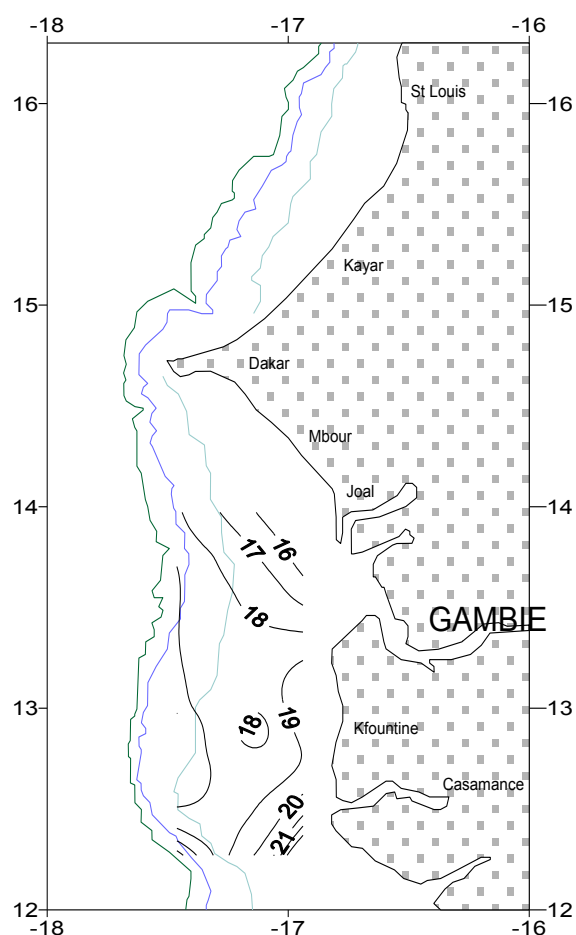 -18 -17 -16
16 St Louis
Kayar
15 15
Dakar
Mbour
Joal
14 14
16
17
18
GAMBIE
13 13
19
18
Kfountine
Casamance
20
21
12 12
-18 -17 -16